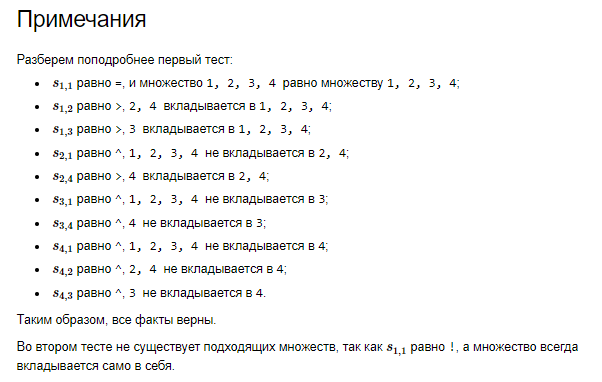 Примечания
Разберем поподробнее первый тест:
• s1,1 равно =, и множество 1, 2, 3, 4 равно множеству 1, 2, 3, 4;
• s1,2 равно >, 2, 4 вкладывается в 1, 2, 3, 4;
• s1,3 равно >, 3 вкладывается в 1, 2, 3, 4;
• s2,1 равно ^, 1, 2, 3, 4 не вкладывается в 2, 4;
• s2,4 равно >, 4 вкладывается в 2, 4;
• s3,1 равно ^, 1, 2, 3, 4 не вкладывается в 3;
• s3,4 равно ^, 4 не вкладывается в 3;
• s4,1 равно ^, 1, 2, 3, 4 не вкладывается в 4;
• s4,2 равно ^, 2, 4 не вкладывается в 4;
• s4,3 равно ^, 3 не вкладывается в 4.
Таким образом, все факты верны.
Во втором тесте не существует подходящих множеств, так как s1,1 равно !, а множество всегда
вкладывается само в себя.